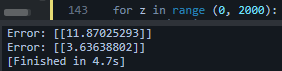 143 for z in range (0, 2000):
Error: [[11.87025293]]
Error: [[3.63638802]]
[Finished in 4.7s]